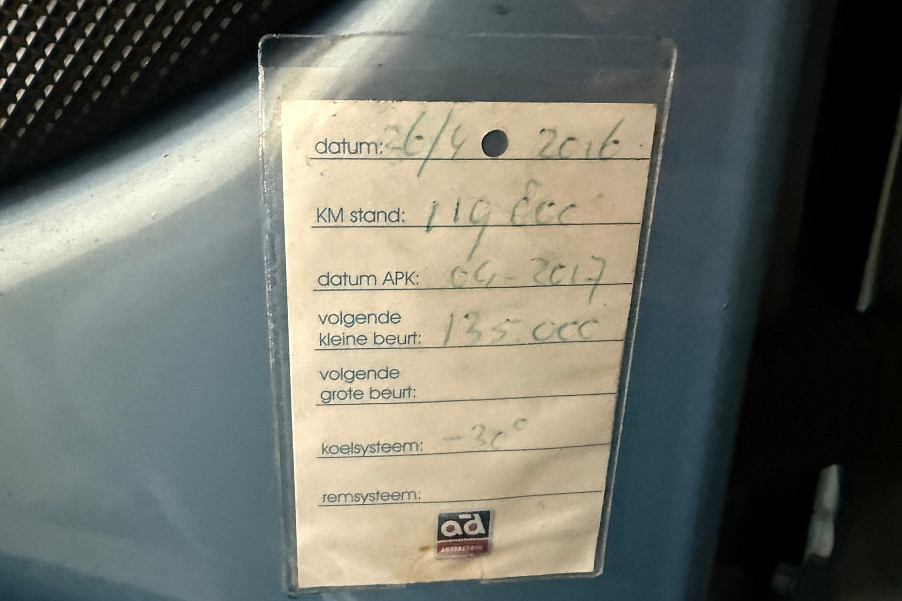 datum: 26/4 2016
KM stand: 119 800
datum APK: 04-2017
volgende
kleine beurt: 135 000
volgende
grote beurt:
koelsysteem: -30°
remsysteem:
ad